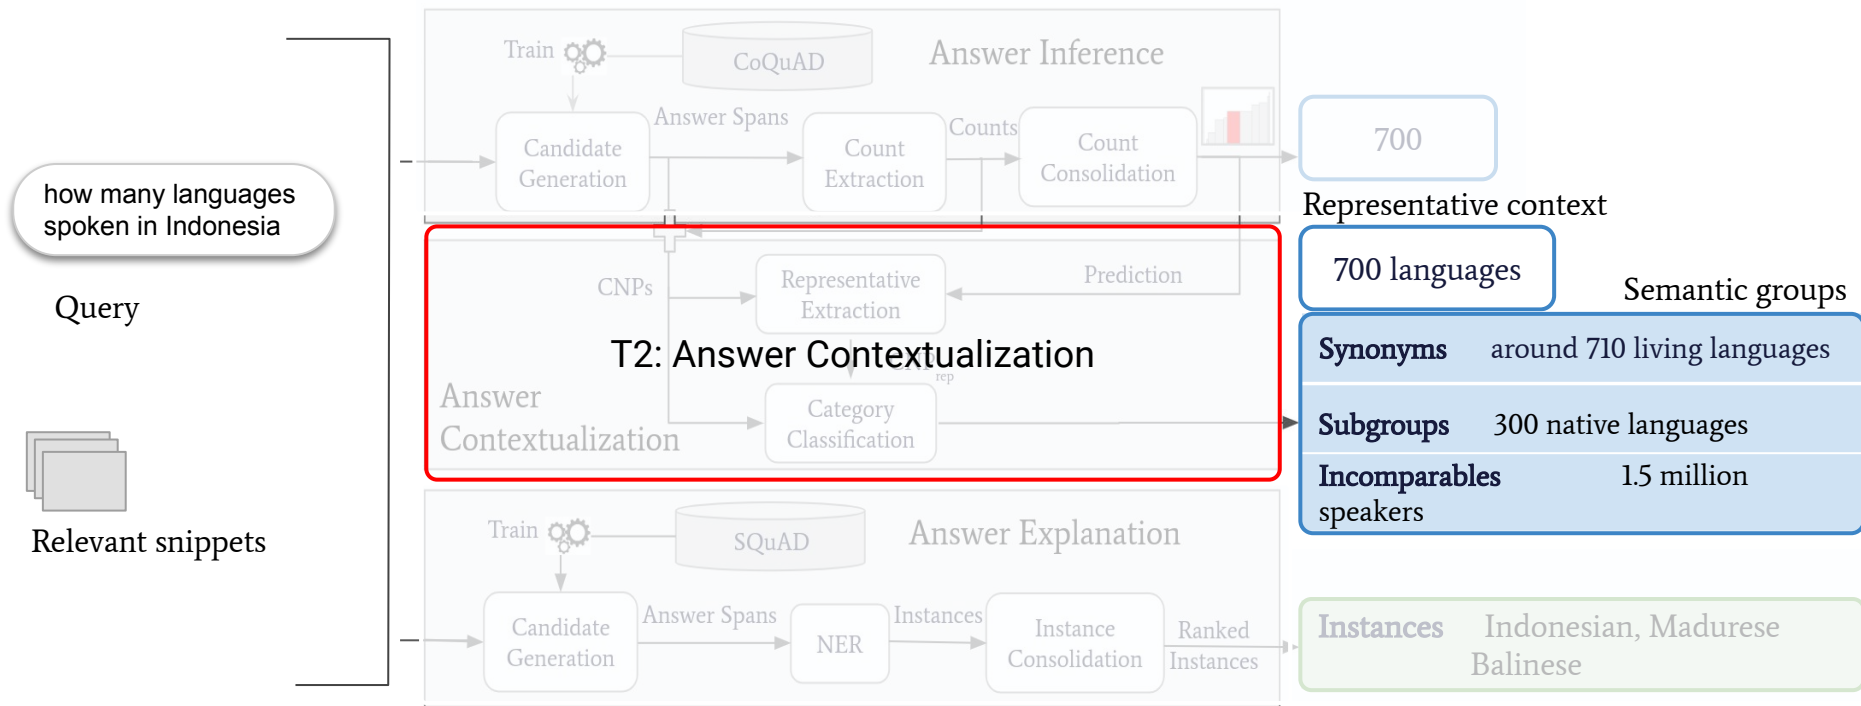 how many languages
spoken in Indonesia
Query
Relevant snippets
Train
CoQuAD
Answer Inference
Candidate
Generation
Answer Spans
Count
Extraction
Counts
Count
Consolidation
700
Representative context
700 languages
CNPs
Representative
Extraction
Prediction
T2: Answer Contextualization
CNP rep
Answer
Contextualization
Category
Classification
Semantic groups
Synonyms around 710 living languages
Subgroups 300 native languages
Incomparables 1.5 million
speakers
Train
SQuAD
Answer Explanation
Candidate
Generation
Answer Spans
NER
Instances
Instance
Consolidation
Ranked
Instances
Instances Indonesian, Madurese
Balinese